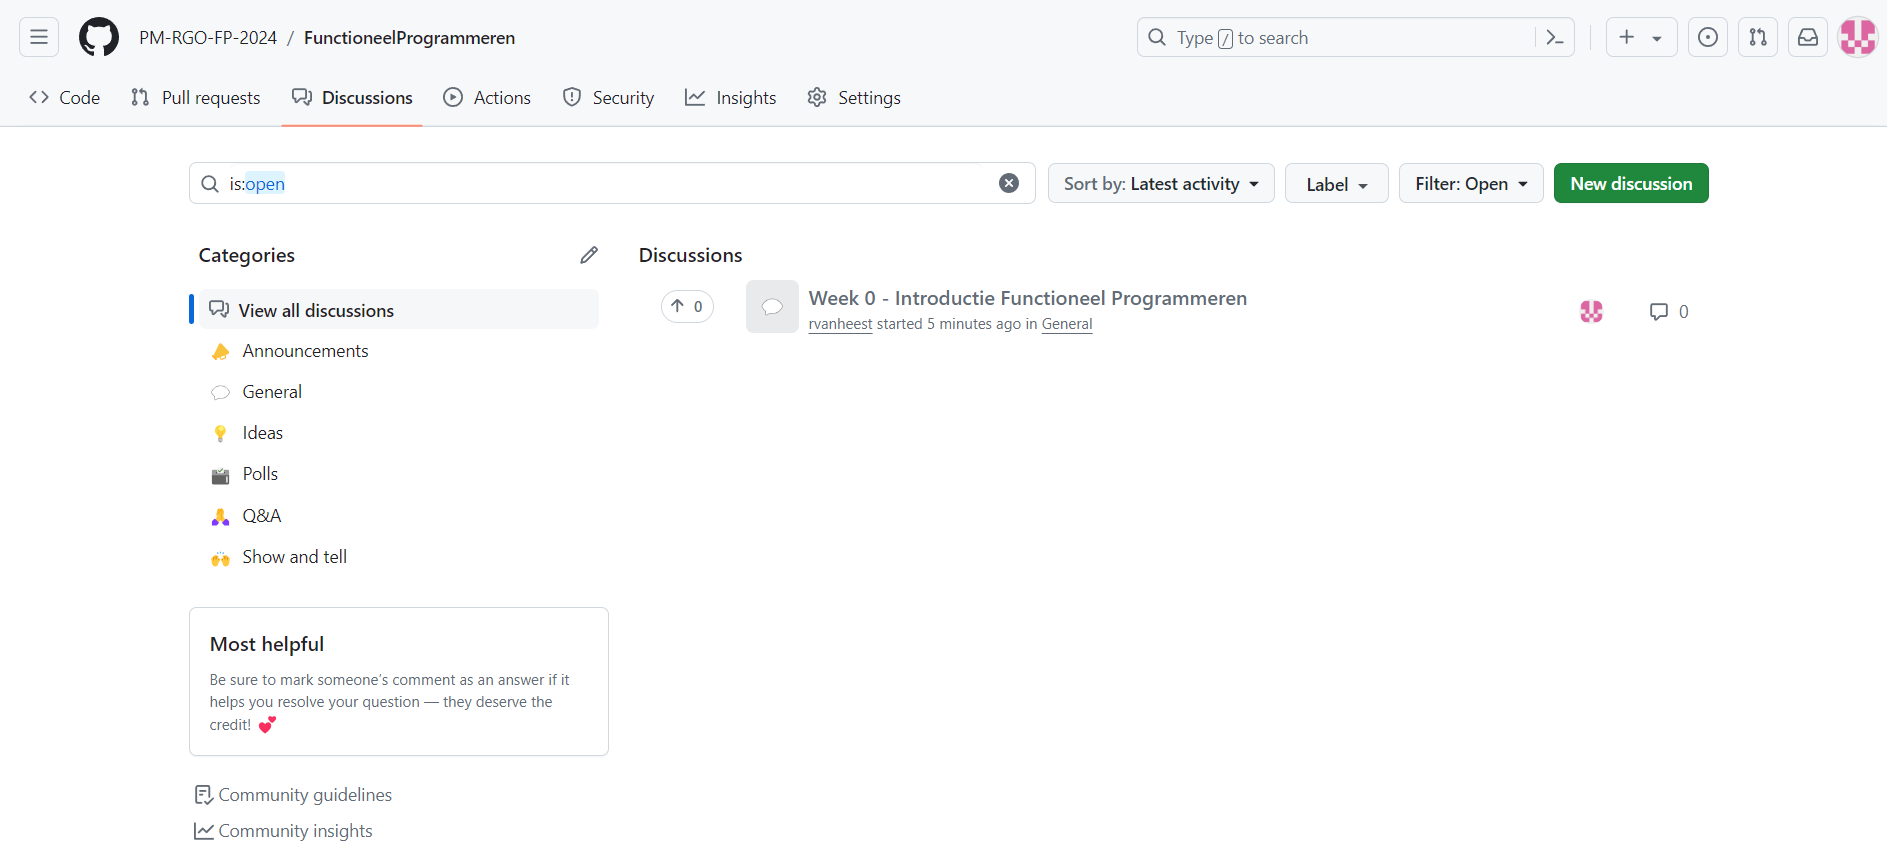 PM-RGO-FP-2024 / FunctioneelProgrammeren
Type / to search
Code Pull requests Discussions Actions Security Insights Settings
is:open
Sort by: Latest activity
Label
Filter: Open
New discussion
Categories
View all discussions
Announcements
General
Ideas
Polls
Q&A
Show and tell
Most helpful
Be sure to mark someone’s comment as an answer if it
helps you resolve your question — they deserve the
credit! 💕
Community guidelines
Community insights
Discussions
0
Week 0 - Introductie Functioneel Programmeren
rvanheest started 5 minutes ago in General
0